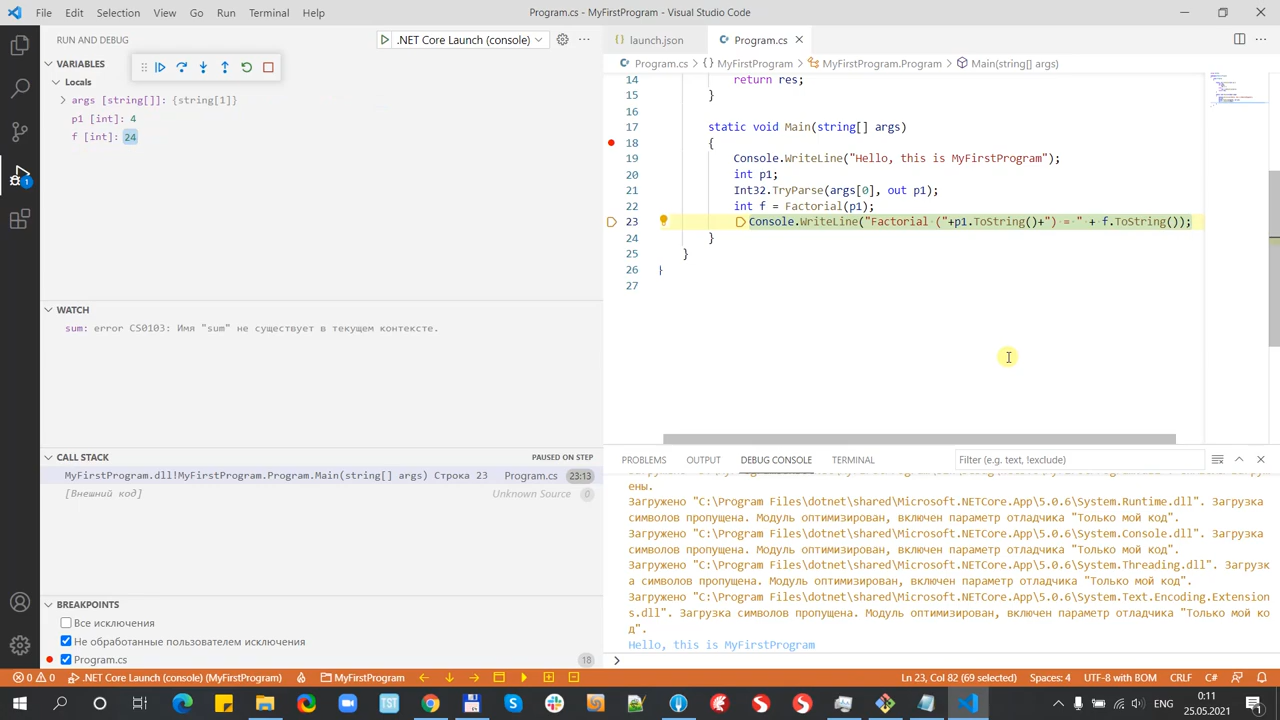 File Edit Selection View Go Run Terminal Help
Program.cs - MyFirstProgram - Visual Studio Code
RUN AND DEBUG
.NET Core Launch (console)
VARIABLES
Locals
args [string[]]: {string[1]}
p1 [int]: 4
f [int]: 24
WATCH
sum: error CS0103: Имя "sum" не существует в текущем контексте.
CALL STACK
PAUSED ON STEP
MyFirstProgram.dll!MyFirstProgram.Program.Main(string[] args) Строка 23 Program.cs 23:13
[Внешний код] Unknown Source 0
BREAKPOINTS
Все исключения
Не обработанные пользователем исключения
Program.cs 18
launch.json
Program.cs
Program.cs > {} MyFirstProgram > MyFirstProgram.Program > Main(string[] args)
14 return res;
15 }
16
17 static void Main(string[] args)
18 {
19 Console.WriteLine("Hello, this is MyFirstProgram");
20 int p1;
21 Int32.TryParse(args[0], out p1);
22 int f = Factorial(p1);
23 Console.WriteLine("Factorial ("+p1.ToString()+") = " + f.ToString());
24 }
25 }
26 }
27
PROBLEMS OUTPUT DEBUG CONSOLE TERMINAL
Filter (e.g. text, !exclude)
ены.
Загружено "C:\Program Files\dotnet\shared\Microsoft.NETCore.App\5.0.6\System.Runtime.dll". Загрузка
символов пропущена. Модуль оптимизирован, включен параметр отладчика "Только мой код".
Загружено "C:\Program Files\dotnet\shared\Microsoft.NETCore.App\5.0.6\System.Console.dll". Загрузка
символов пропущена. Модуль оптимизирован, включен параметр отладчика "Только мой код".
Загружено "C:\Program Files\dotnet\shared\Microsoft.NETCore.App\5.0.6\System.Threading.dll". Загрузк
а символов пропущена. Модуль оптимизирован, включен параметр отладчика "Только мой код".
Загружено "C:\Program Files\dotnet\shared\Microsoft.NETCore.App\5.0.6\System.Text.Encoding.Extension
s.dll". Загрузка символов пропущена. Модуль оптимизирован, включен параметр отладчика "Только мой ко
д".
Hello, this is MyFirstProgram
0 0 .NET Core Launch (console) (MyFirstProgram) MyFirstProgram
Ln 23, Col 82 (69 selected) Spaces: 4 UTF-8 with BOM CRLF C#
TST
ENG
0:11
25.05.2021